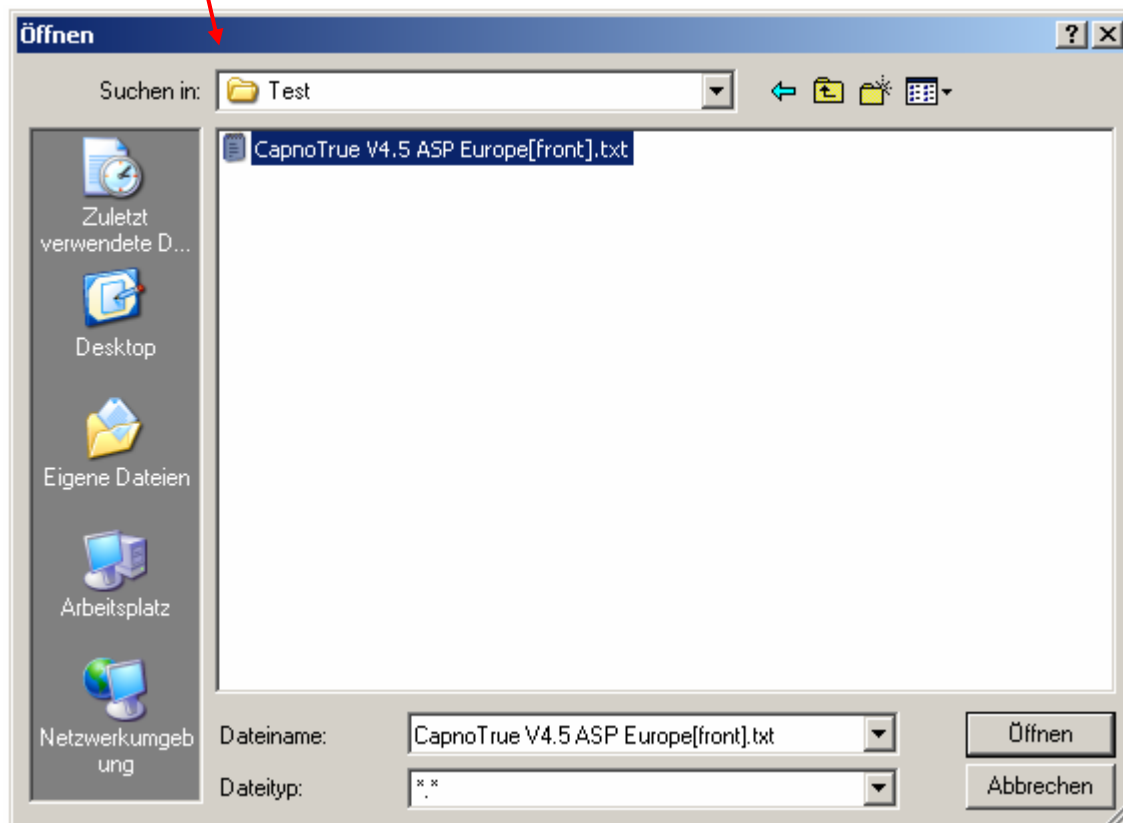 Öffnen
Suchen in: Test
CapnoTrue V4.5 ASP Europe[front].txt
Zuletzt
verwendete D...
Desktop
Eigene Dateien
Arbeitsplatz
Netzwerkumgeb
ung
Dateiname: CapnoTrue V4.5 ASP Europe[front].txt Öffnen
Dateityp: *.* Abbrechen